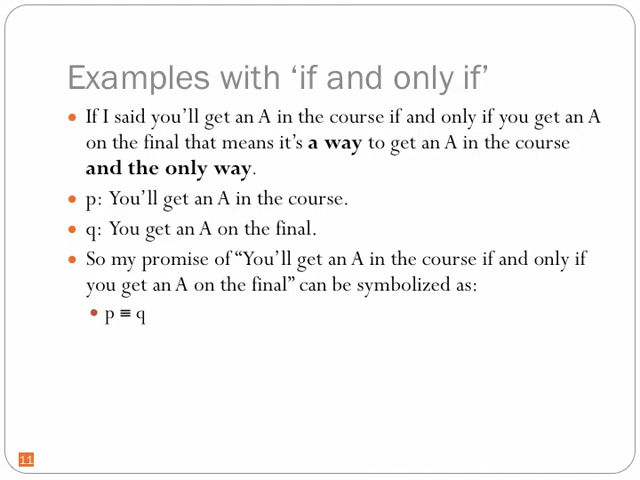 Examples with ‘if and only if’
• If I said you’ll get an A in the course if and only if you get an A
on the final that means it’s a way to get an A in the course
and the only way.
• p: You’ll get an A in the course.
• q: You get an A on the final.
• So my promise of “You’ll get an A in the course if and only if
you get an A on the final” can be symbolized as:
• p ≡ q
11